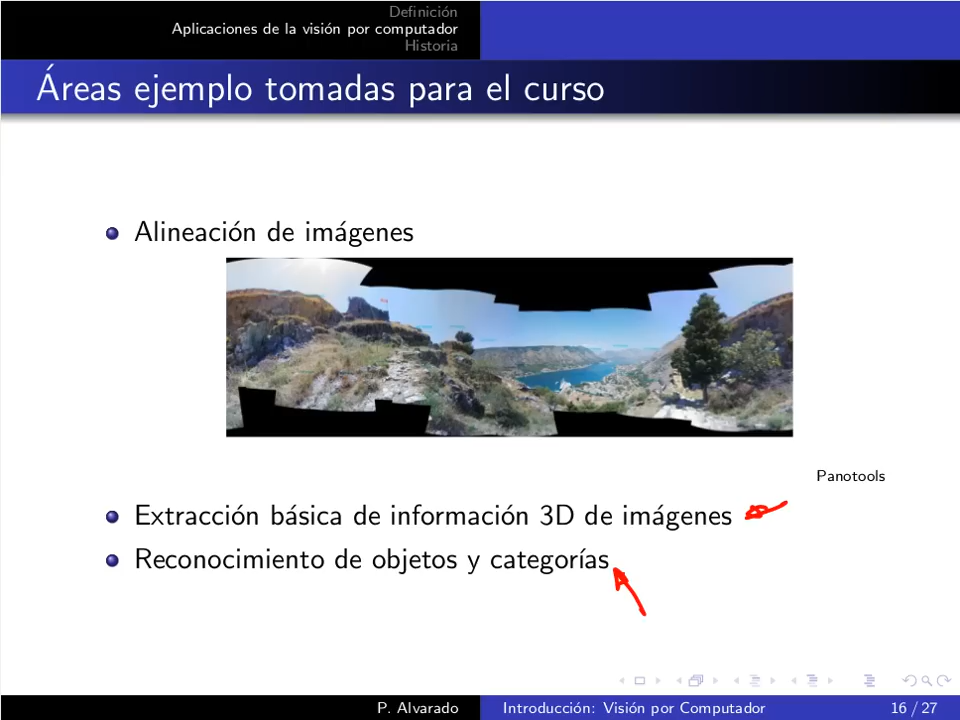 Definición
Aplicaciones de la visión por computador
Historia
Áreas ejemplo tomadas para el curso
Alineación de imágenes
Panotools
Extracción básica de información 3D de imágenes
Reconocimiento de objetos y categorías
P. Alvarado
Introducción: Visión por Computador
16 / 27